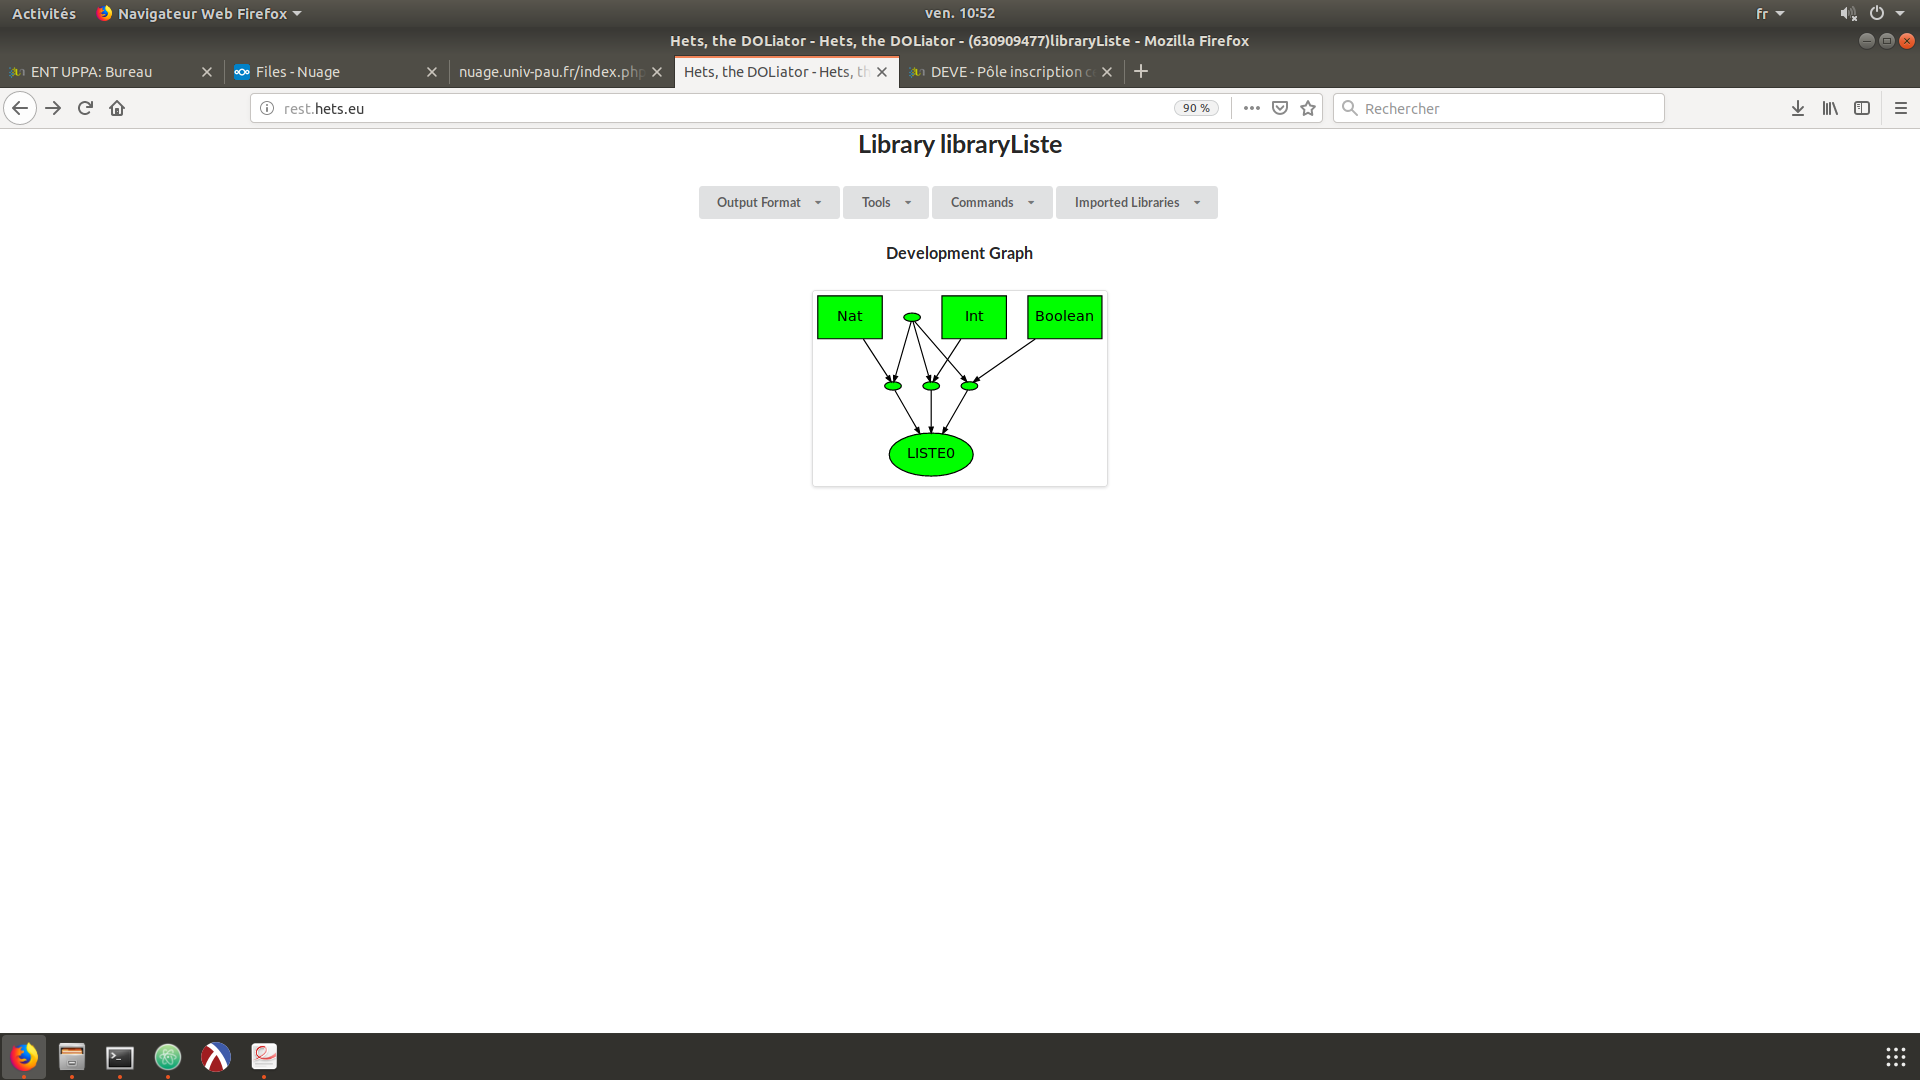 Activités Navigateur Web Firefox ven. 10:52 fr
Hets, the DOLiator - Hets, the DOLiator - (630909477)libraryListe - Mozilla Firefox
ENT UPPA: Bureau Files - Nuage nuage.univ-pau.fr/index.php Hets, the DOLiator - Hets, th DEVE - Pôle inscription c
rest.hets.eu 90 % Rechercher
Library libraryListe
Output Format Tools Commands Imported Libraries
Development Graph
Nat Int Boolean
LISTE0